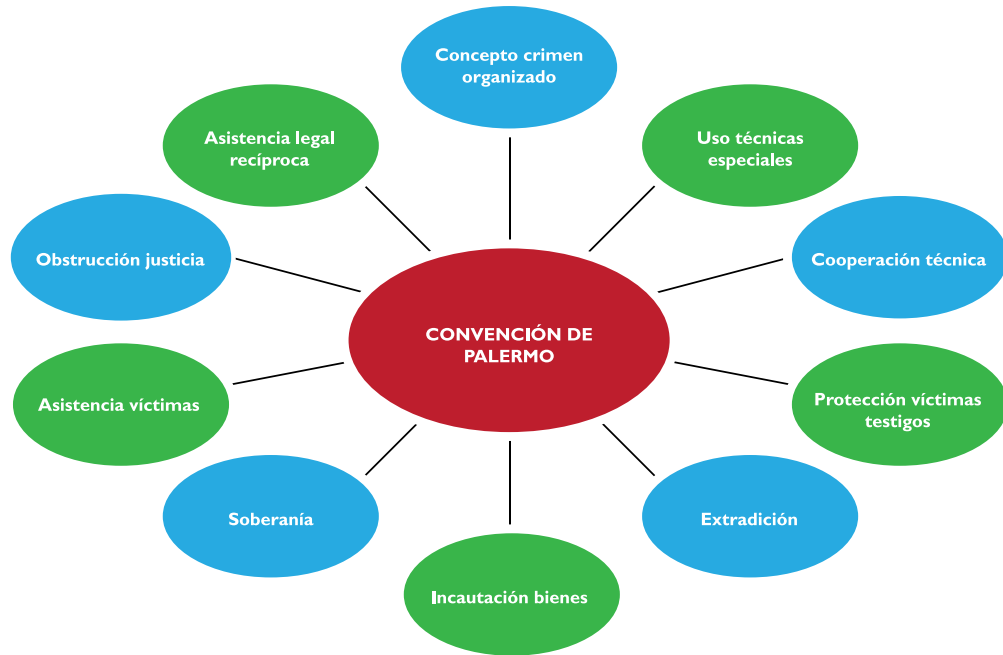 Concepto crimen
organizado
Asistencia legal
recíproca
Uso técnicas
especiales
Obstrucción justicia
Cooperación técnica
CONVENCIÓN DE
PALERMO
Asistencia víctimas
Protección víctimas
testigos
Soberanía
Extradición
Incautación bienes